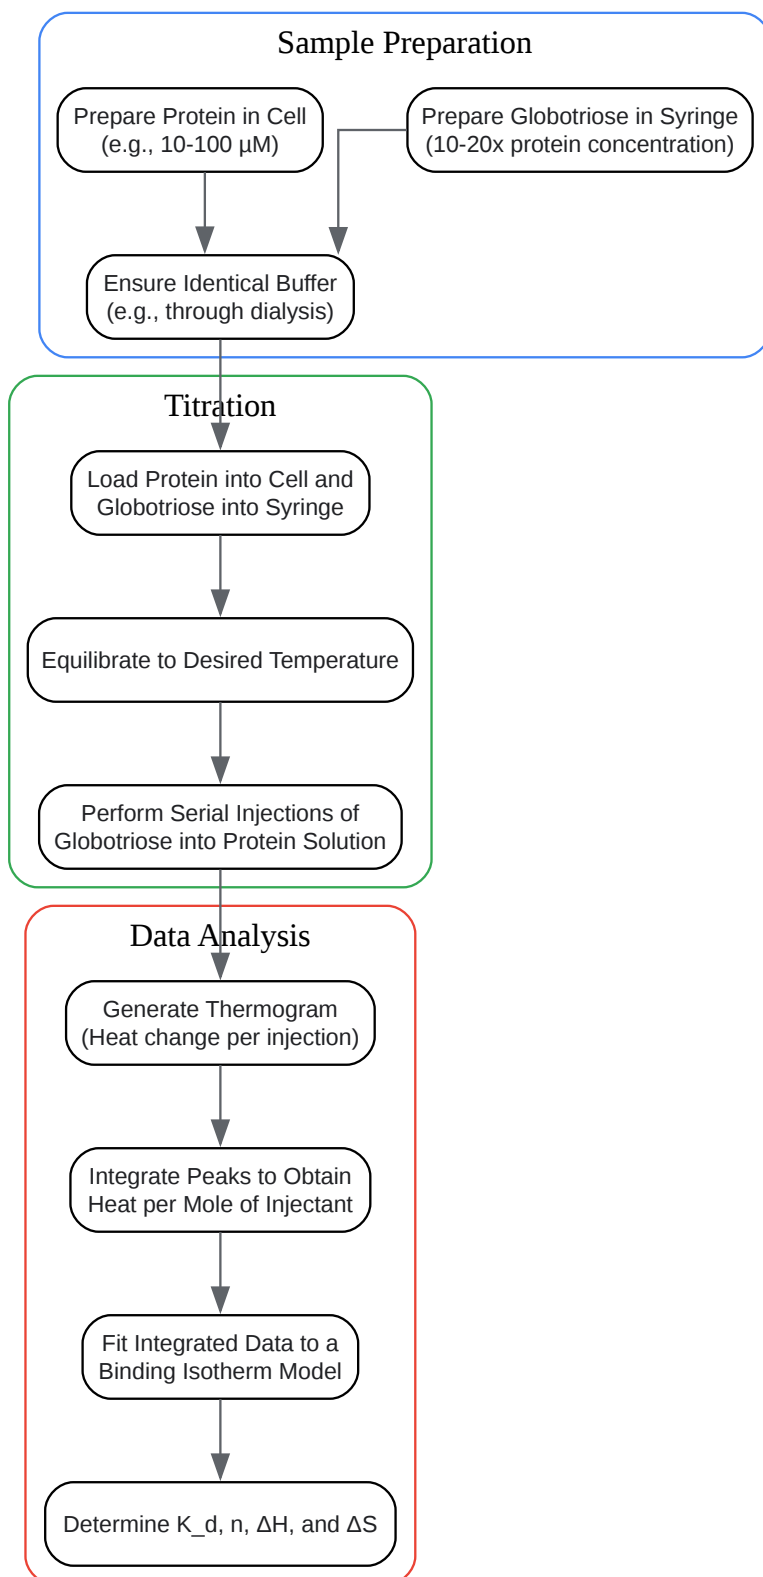 Sample Preparation
Prepare Protein in Cell
(e.g., 10-100 µM)
Prepare Globotriose in Syringe
(10-20x protein concentration)
Ensure Identical Buffer
(e.g., through dialysis)
Titration
Load Protein into Cell and
Globotriose into Syringe
Equilibrate to Desired Temperature
Perform Serial Injections of
Globotriose into Protein Solution
Data Analysis
Generate Thermogram
(Heat change per injection)
Integrate Peaks to Obtain
Heat per Mole of Injectant
Fit Integrated Data to a
Binding Isotherm Model
Determine K_d, n, ΔH, and ΔS